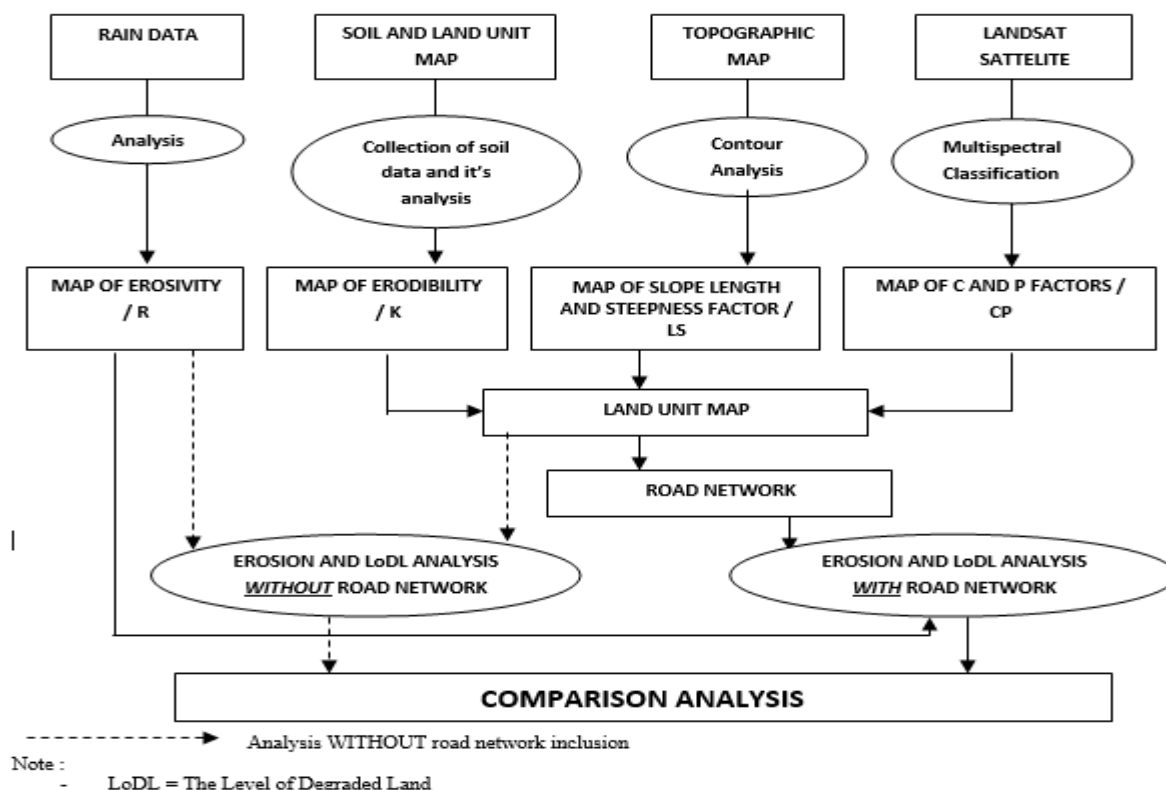 RAIN DATA
SOIL AND LAND UNIT
MAP
TOPOGRAPHIC
MAP
LANDSAT
SATTELITE
Analysis
Collection of soil
data and it's
analysis
Contour
Analysis
Multispectral
Classification
MAP OF EROSIVITY
/ R
MAP OF ERODIBILITY
/ K
MAP OF SLOPE LENGTH
AND STEEPNESS FACTOR /
LS
MAP OF C AND P FACTORS /
CP
LAND UNIT MAP
ROAD NETWORK
EROSION AND LoDL ANALYSIS
WITHOUT ROAD NETWORK
EROSION AND LoDL ANALYSIS
WITH ROAD NETWORK
COMPARISON ANALYSIS
Analysis WITHOUT road network inclusion
Note :
- LoDL = The Level of Degraded Land